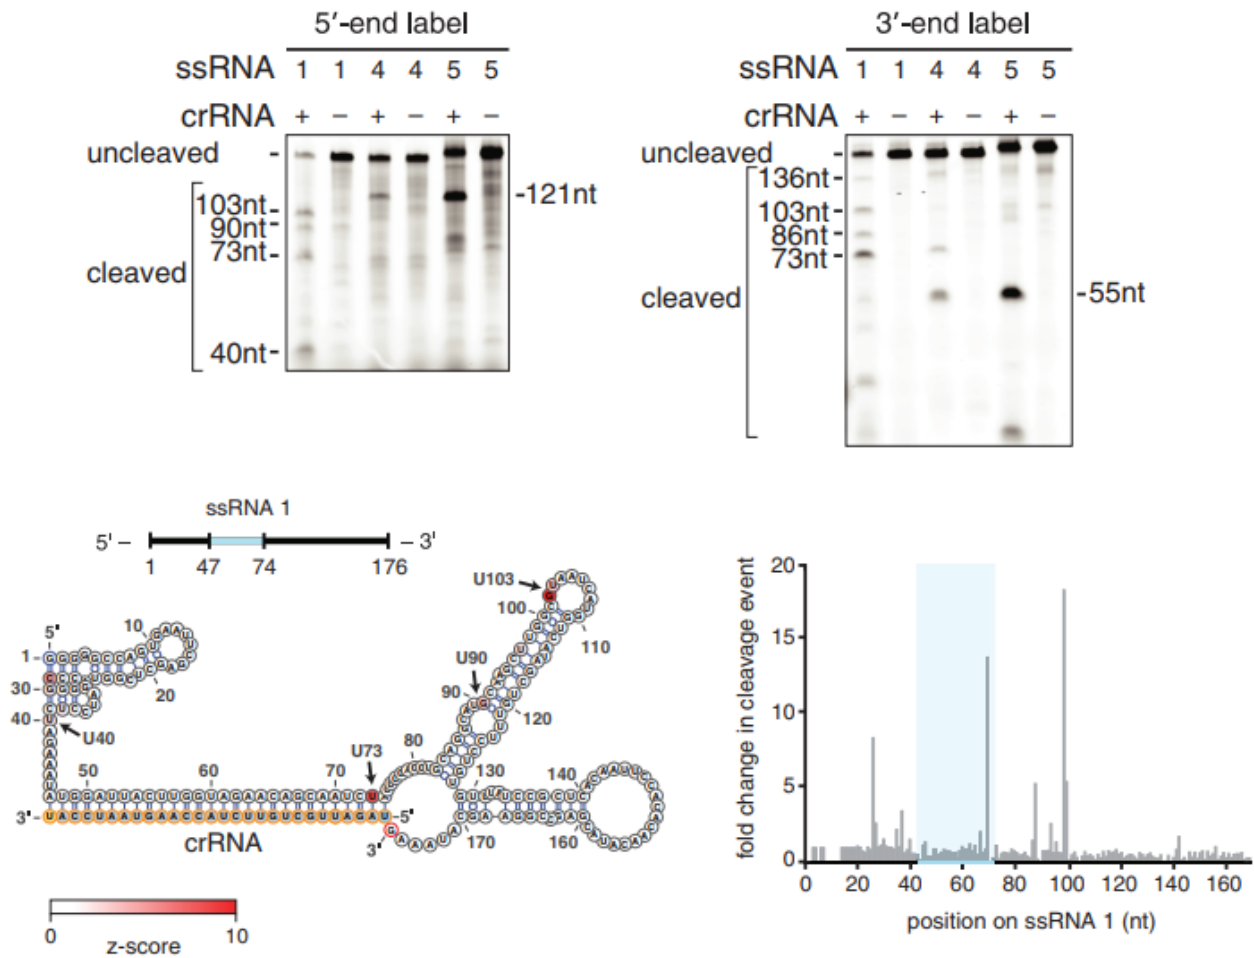 5′-end label
ssRNA 1 1 4 4 5 5
crRNA + − + − + −
uncleaved
103nt
90nt
73nt
cleaved
40nt
-121nt
3′-end label
ssRNA 1 1 4 4 5 5
crRNA + − + − + −
uncleaved
136nt
103nt
86nt
73nt
cleaved
-55nt
ssRNA 1
5' – – 3'
1 47 74 176
5'
1
10
20
30
40
U40
50 60 70
U73
80
90
U90
100
U103
110
120
130
140
160
170
3'
5'
3'
crRNA
0 10
z-score
fold change in cleavage event
20
15
10
5
0
0 20 40 60 80 100 120 140 160
position on ssRNA 1 (nt)